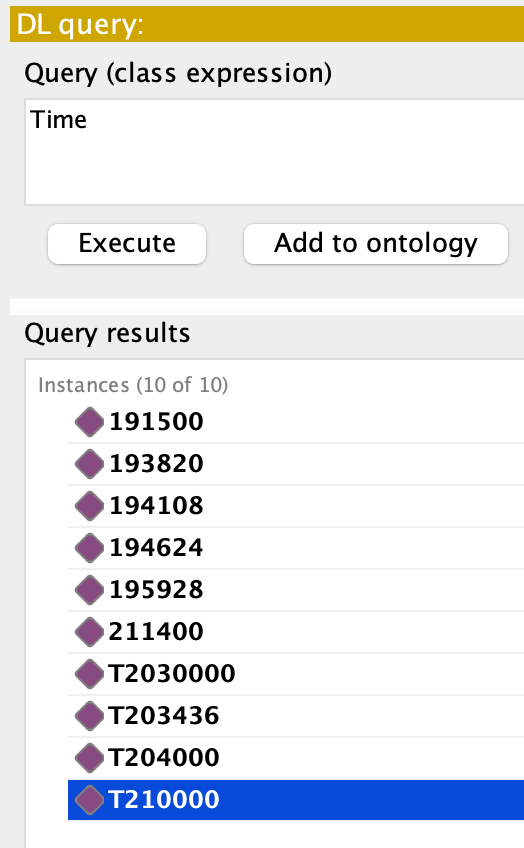 DL query:
Query (class expression)
Time
Execute
Add to ontology
Query results
Instances (10 of 10)
191500
193820
194108
194624
195928
211400
T2030000
T203436
T204000
T210000